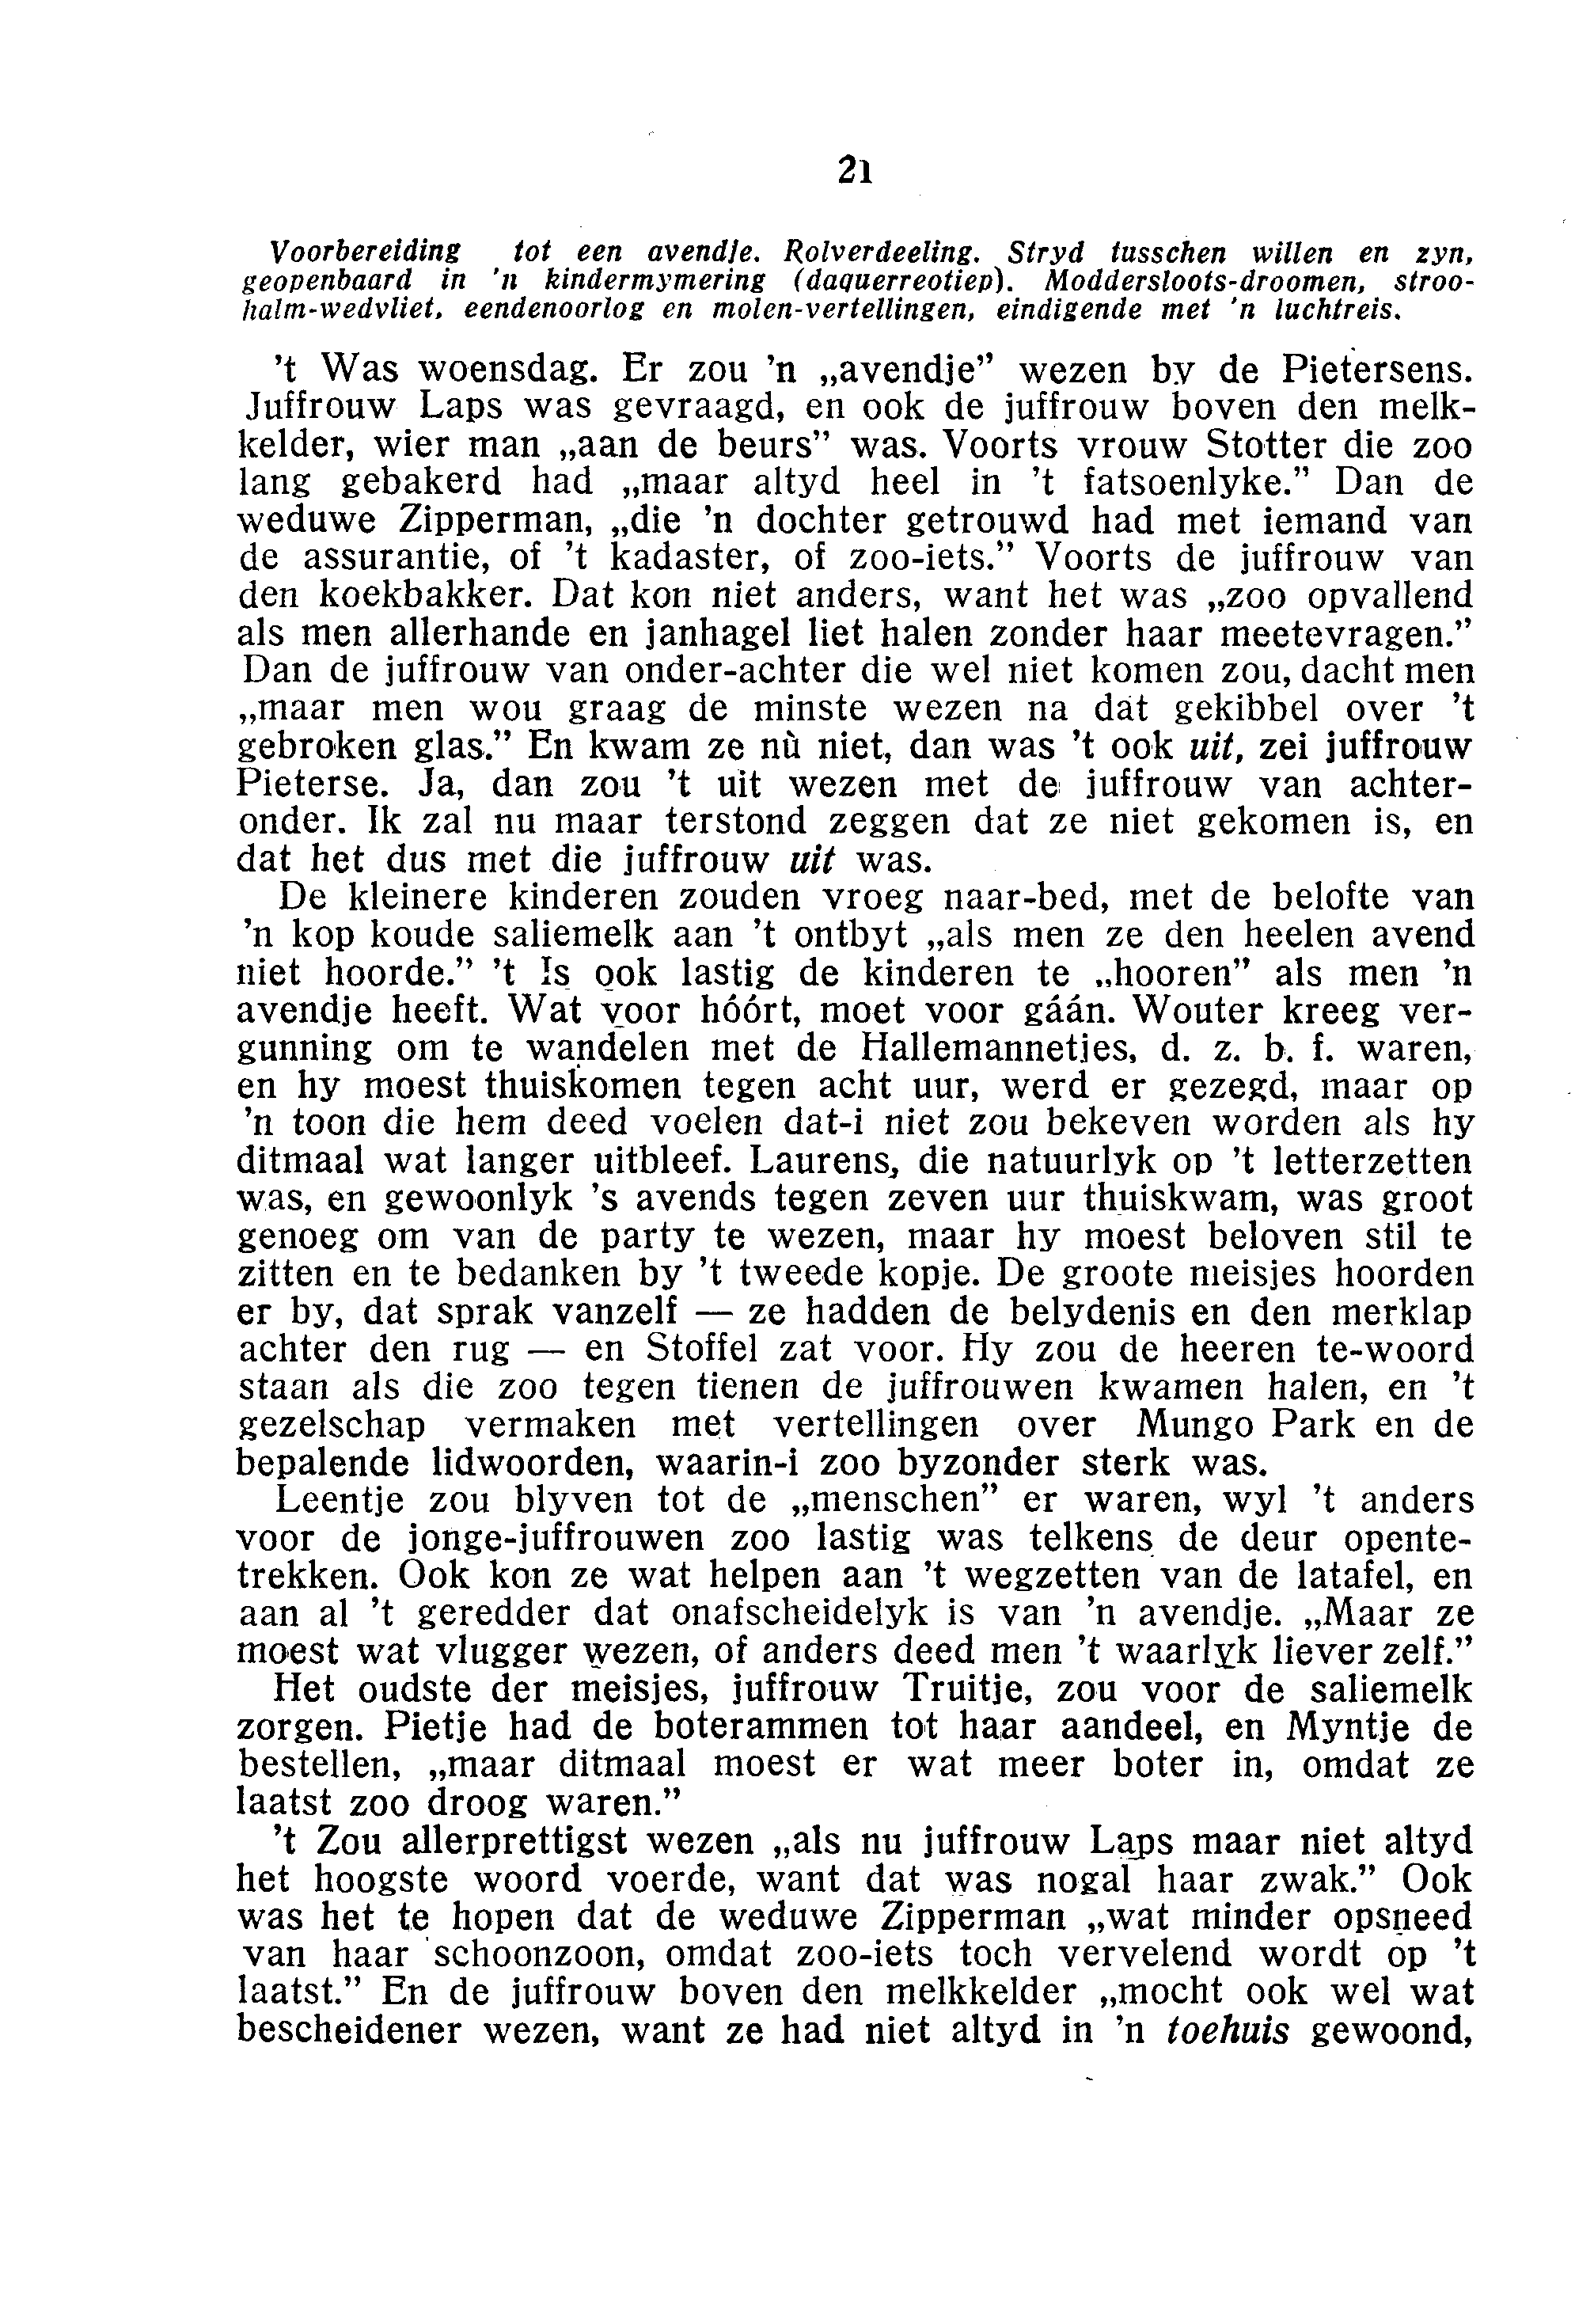 21
Voorbereiding tot een avendje. Rolverdeeling. Stryd tusschen willen en zyn,
geopenbaard in 'n kindermymering (daquerreotiep). Moddersloots-droomen, stroo-
halm-wedvliet, eendenoorlog en molen-vertellingen, eindigende met 'n luchtreis.
't Was woensdag. Er zou 'n „avendje” wezen by de Pietersens.
Juffrouw Laps was gevraagd, en ook de juffrouw boven den melk-
kelder, wier man „aan de beurs” was. Voorts vrouw Stotter die zoo
lang gebakerd had „maar altyd heel in 't fatsoenlyke.” Dan de
weduwe Zipperman, „die 'n dochter getrouwd had met iemand van
de assurantie, of 't kadaster, of zoo-iets.” Voorts de juffrouw van
den koekbakker. Dat kon niet anders, want het was „zoo opvallend
als men allerhande en janhagel liet halen zonder haar meetevragen.”
Dan de juffrouw van onder-achter die wel niet komen zou, dacht men
„maar men wou graag de minste wezen na dat gekibbel over 't
gebroken glas.” En kwam ze nù niet, dan was 't ook uit, zei juffrouw
Pieterse. Ja, dan zou 't uit wezen met de juffrouw van achter-
onder. Ik zal nu maar terstond zeggen dat ze niet gekomen is, en
dat het dus met die juffrouw uit was.
De kleinere kinderen zouden vroeg naar-bed, met de belofte van
'n kop koude saliemelk aan 't ontbyt „als men ze den heelen avend
niet hoorde.” 't Is ook lastig de kinderen te „hooren” als men 'n
avendje heeft. Wat voor hóórt, moet voor gáán. Wouter kreeg ver-
gunning om te wandelen met de Hallemannetjes, d. z. b. f. waren,
en hy moest thuiskomen tegen acht uur, werd er gezegd, maar op
'n toon die hem deed voelen dat-i niet zou bekeven worden als hy
ditmaal wat langer uitbleef. Laurens, die natuurlyk op 't letterzetten
was, en gewoonlyk 's avends tegen zeven uur thuiskwam, was groot
genoeg om van de party te wezen, maar hy moest beloven stil te
zitten en te bedanken by 't tweede kopje. De groote meisjes hoorden
er by, dat sprak vanzelf — ze hadden de belydenis en den merklap
achter den rug — en Stoffel zat voor. Hy zou de heeren te-woord
staan als die zoo tegen tienen de juffrouwen kwamen halen, en 't
gezelschap vermaken met vertellingen over Mungo Park en de
bepalende lidwoorden, waarin-i zoo byzonder sterk was.
Leentje zou blyven tot de „menschen” er waren, wyl 't anders
voor de jonge-juffrouwen zoo lastig was telkens de deur opente-
trekken. Ook kon ze wat helpen aan 't wegzetten van de latafel, en
aan al 't geredder dat onafscheidelyk is van 'n avendje. „Maar ze
moest wat vlugger wezen, of anders deed men 't waarlyk liever zelf.”
Het oudste der meisjes, juffrouw Truitje, zou voor de saliemelk
zorgen. Pietje had de boterammen tot haar aandeel, en Myntje de
bestellen, „maar ditmaal moest er wat meer boter in, omdat ze
laatst zoo droog waren.”
't Zou allerprettigst wezen „als nu juffrouw Laps maar niet altyd
het hoogste woord voerde, want dat was nogal haar zwak.” Ook
was het te hopen dat de weduwe Zipperman „wat minder opsneed
van haar schoonzoon, omdat zoo-iets toch vervelend wordt op 't
laatst.” En de juffrouw boven den melkkelder „mocht ook wel wat
bescheidener wezen, want ze had niet altyd in 'n toehuis gewoond,